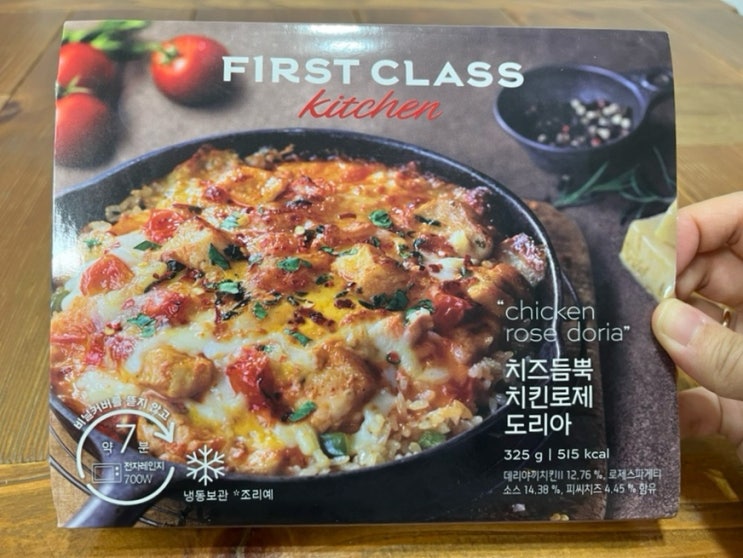 FIRST CLASS
kitchen
"chicken
rose doria"
치즈듬뿍
치킨로제
도리아
325 g | 515 kcal
데리야끼치킨II 12.76 %, 로제스파게티
소스 14.38 %, 피씨치즈 4.45 % 함유
비닐커버를 뜯지 않고
약 7 분
전자레인지
700W
냉동보관 *조리예